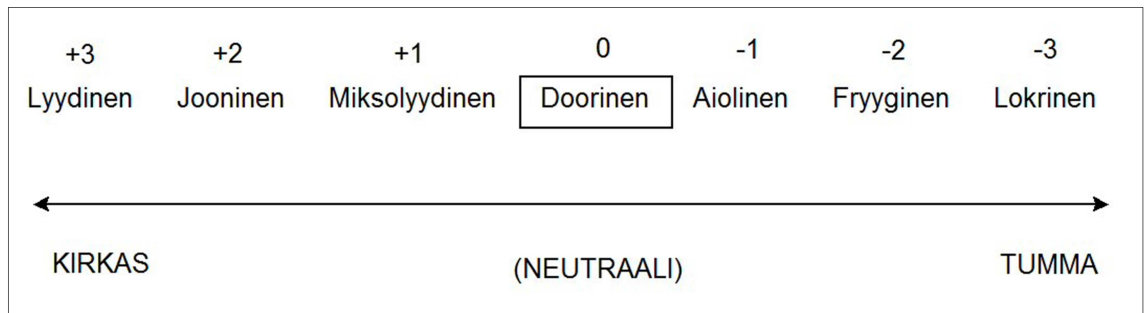 +3 +2 +1 0 -1 -2 -3
Lyydinen Jooninen Miksolyydinen Doorinen Aiolinen Fryyginen Lokrinen
KIRKAS (NEUTRAALI) TUMMA